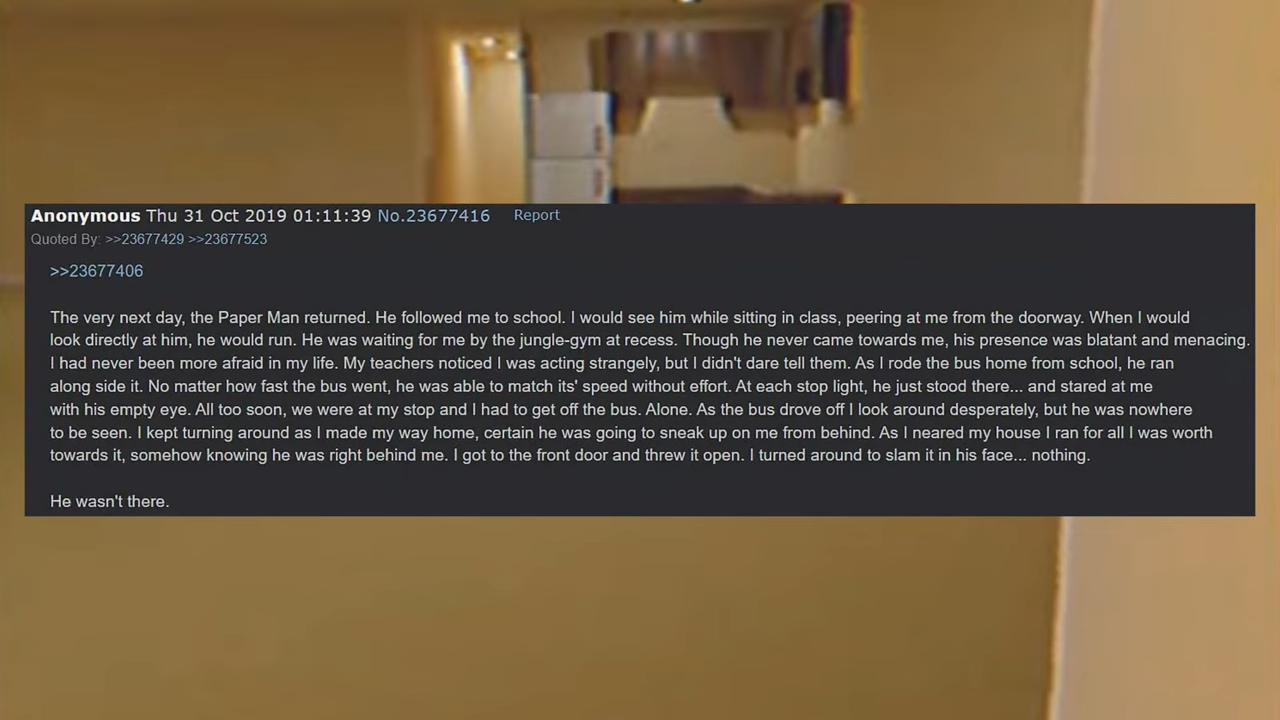 Anonymous Thu 31 Oct 2019 01:11:39 No.23677416 Report
Quoted By: >>23677429 >>23677523
>>23677406
The very next day, the Paper Man returned. He followed me to school. I would see him while sitting in class, peering at me from the doorway. When I would
look directly at him, he would run. He was waiting for me by the jungle-gym at recess. Though he never came towards me, his presence was blatant and menacing.
I had never been more afraid in my life. My teachers noticed I was acting strangely, but I didn't dare tell them. As I rode the bus home from school, he ran
along side it. No matter how fast the bus went, he was able to match its' speed without effort. At each stop light, he just stood there... and stared at me
with his empty eye. All too soon, we were at my stop and I had to get off the bus. Alone. As the bus drove off I look around desperately, but he was nowhere
to be seen. I kept turning around as I made my way home, certain he was going to sneak up on me from behind. As I neared my house I ran for all I was worth
towards it, somehow knowing he was right behind me. I got to the front door and threw it open. I turned around to slam it in his face... nothing.
He wasn't there.